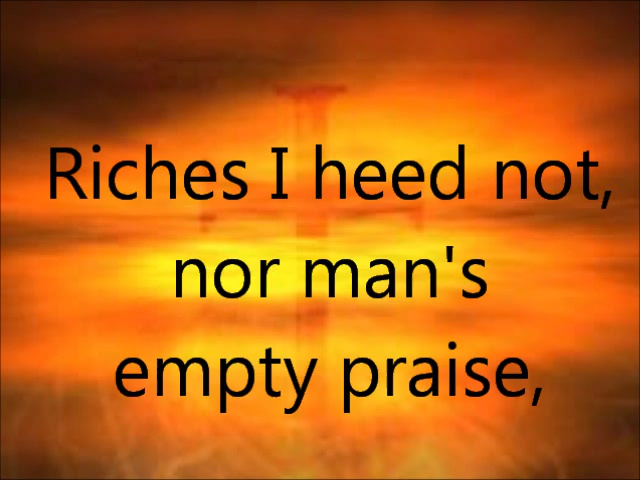 Riches I heed not,
nor man's
empty praise,